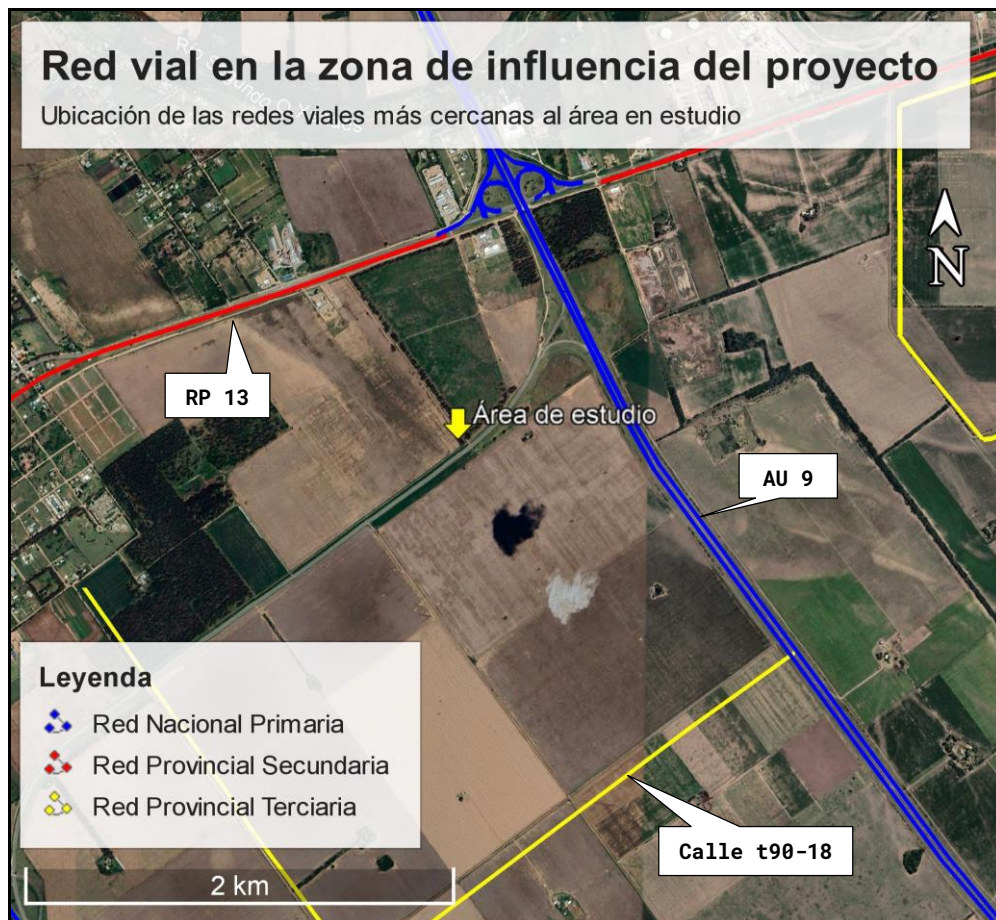 Red vial en la zona de influencia del proyecto
Ubicación de las redes viales más cercanas al área en estudio
N
RP 13
Área de estudio
AU 9
Leyenda
Red Nacional Primaria
Red Provincial Secundaria
Red Provincial Terciaria
Calle t90-18
2 km